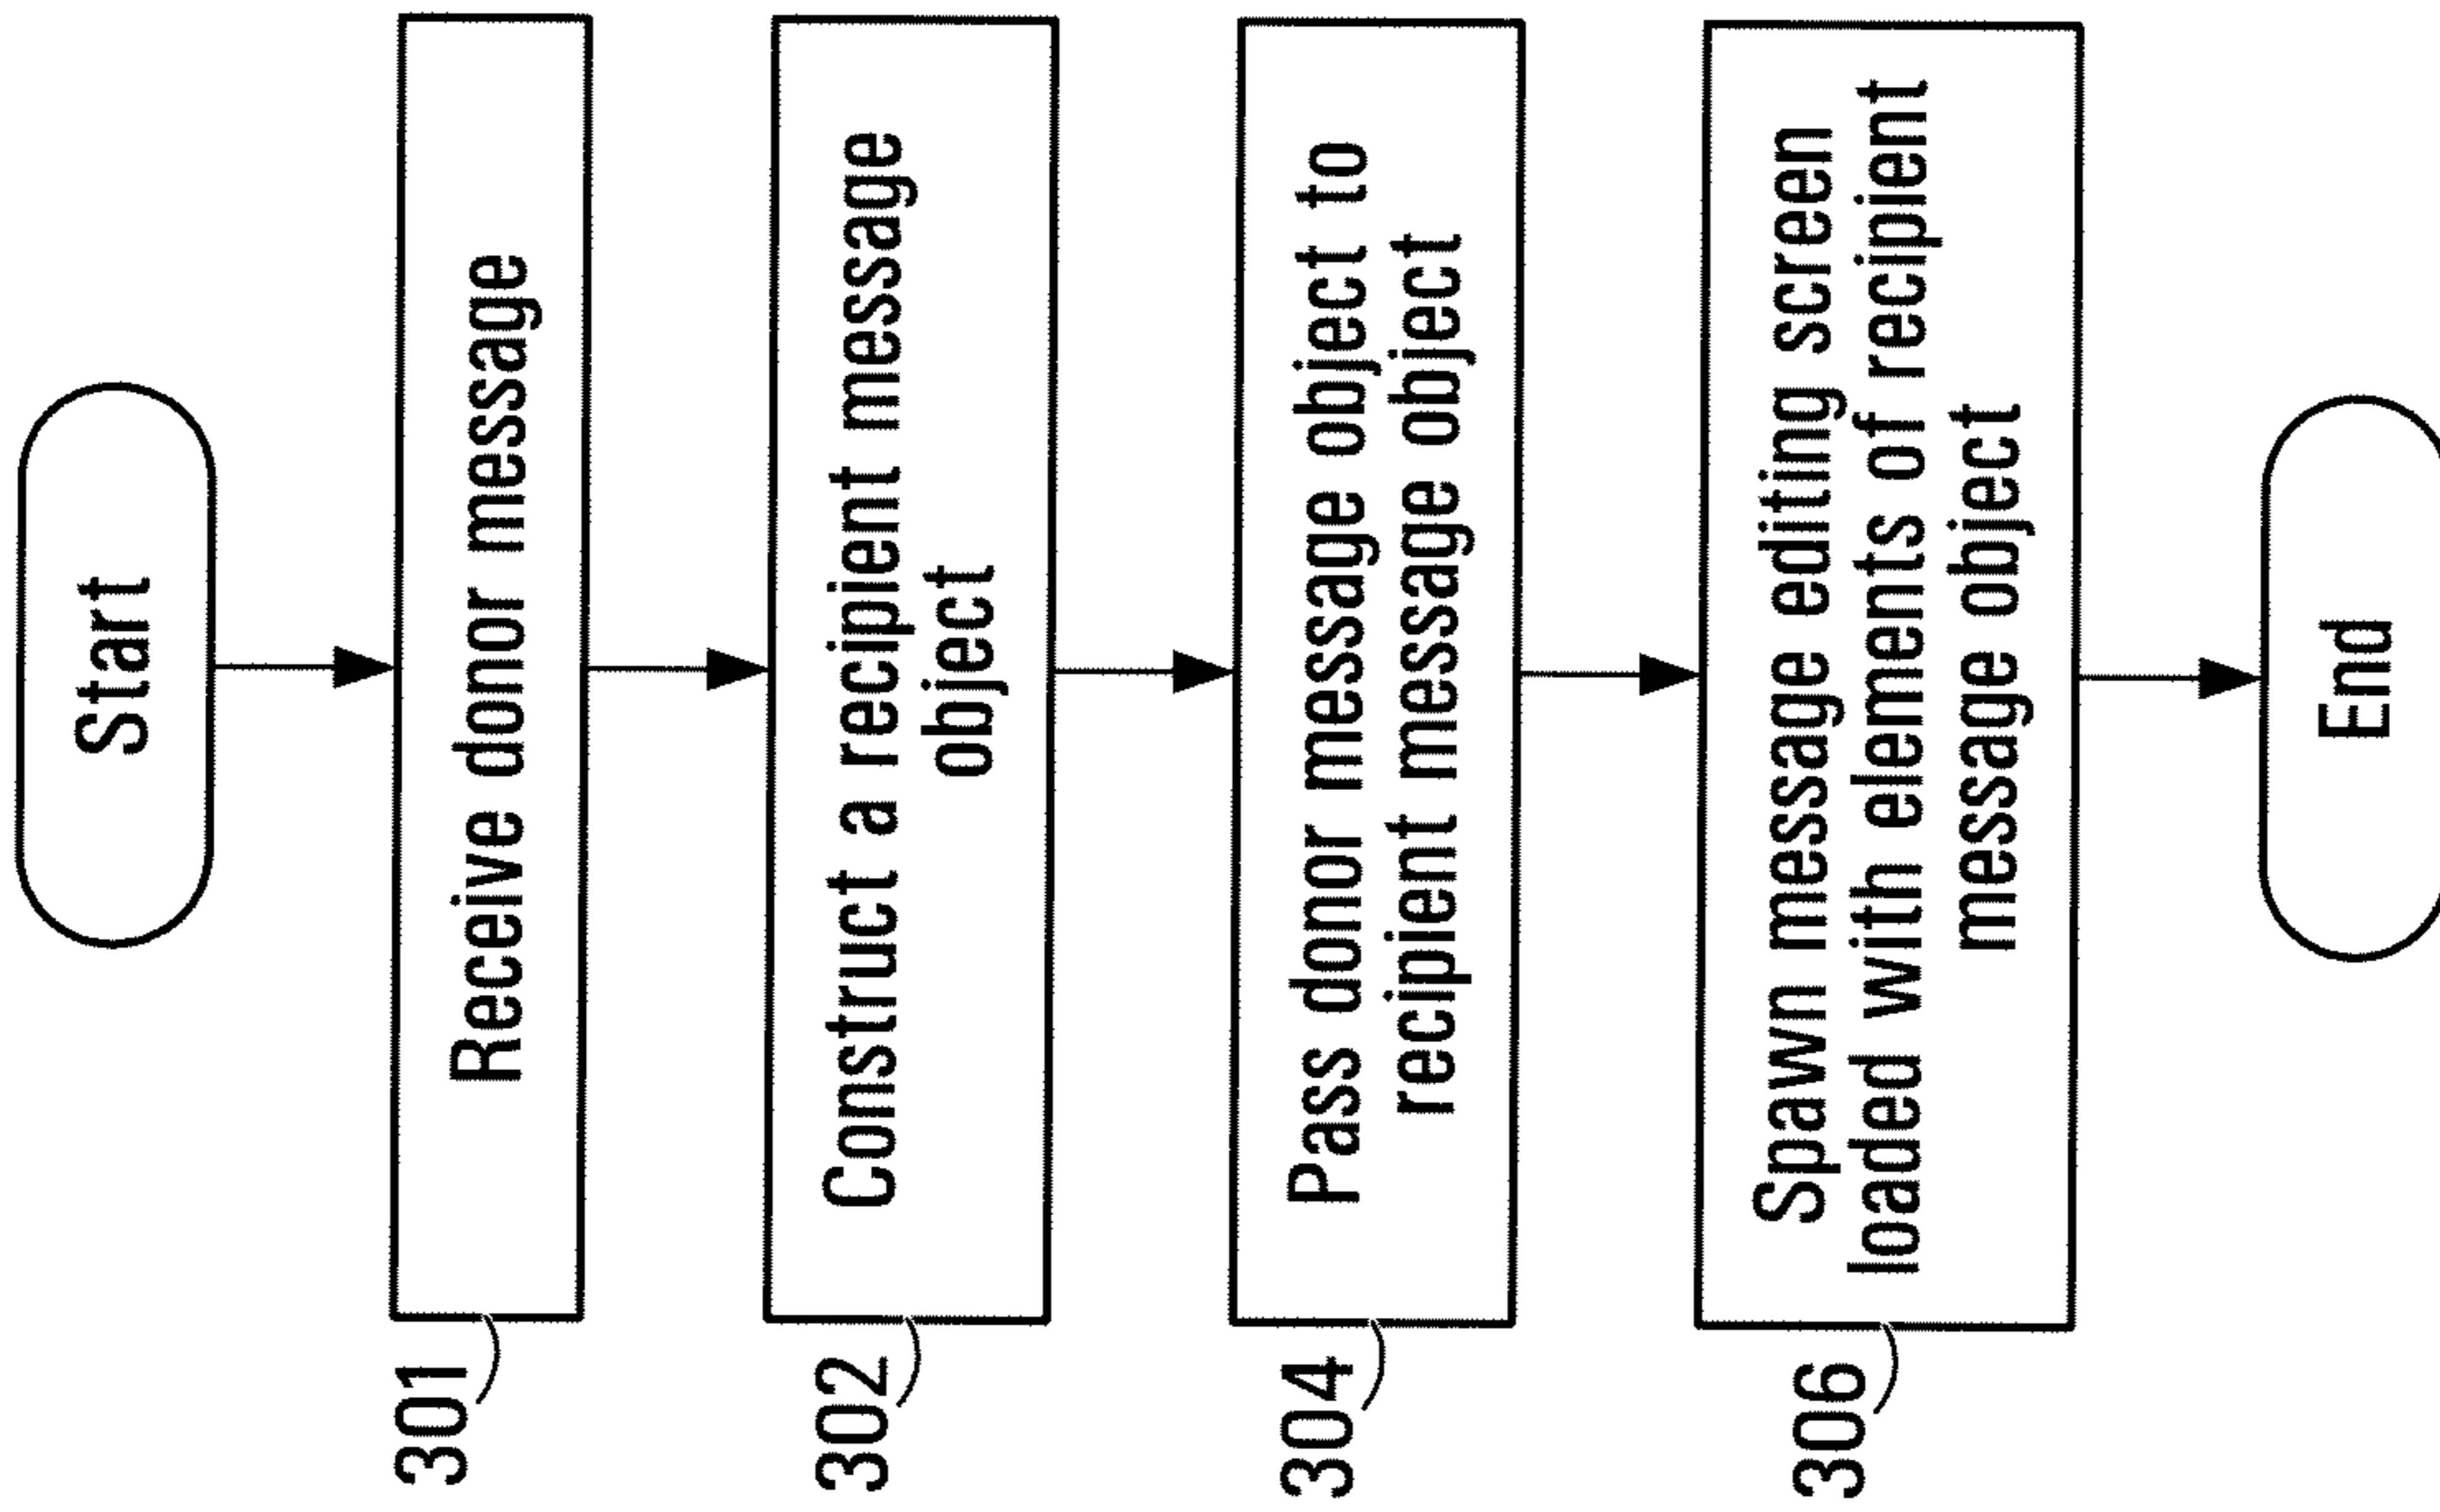 Start
301
Receive donor message
302
Construct a recipient message
object
304
Pass donor message object to
recipient message object
306
Spawn message editing screen
loaded with elements of recipient
message object
End